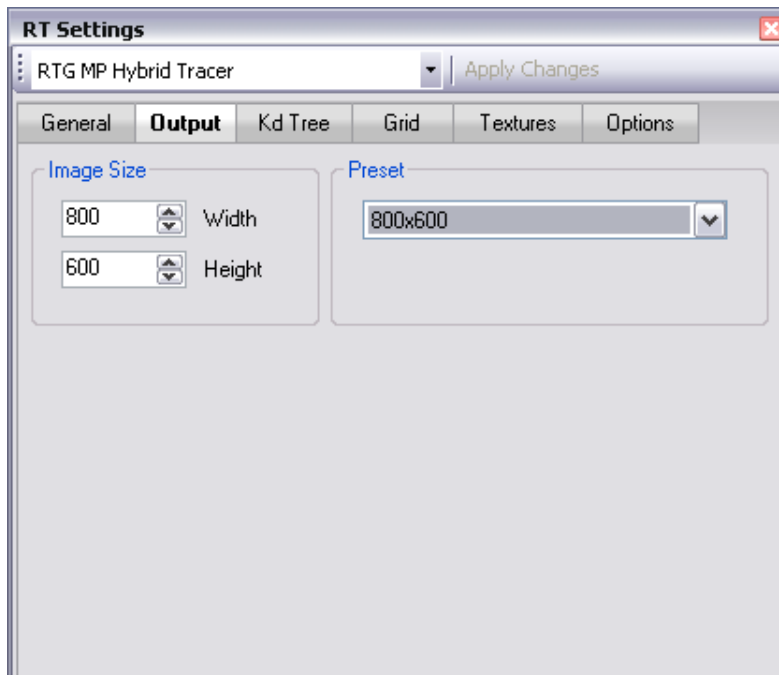 RT Settings
RTG MP Hybrid Tracer Apply Changes
General Output Kd Tree Grid Textures Options
Image Size Preset
800 Width 800x600
600 Height